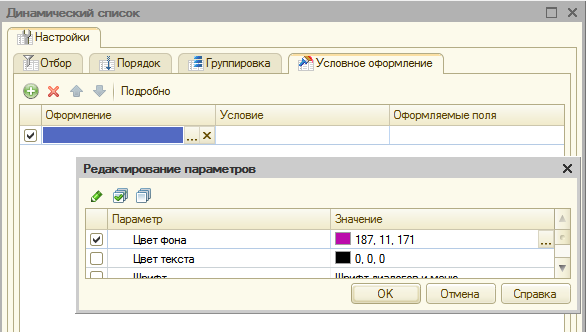 Динамический список
Настройки
Отбор Порядок Группировка Условное оформление
Подробно
Оформление Условие Оформляемые поля
... ×
Редактирование параметров
Параметр Значение
Цвет фона 187, 11, 171 ...
Цвет текста 0, 0, 0
Шрифт Шрифт диалогов и меню
OK Отмена Справка